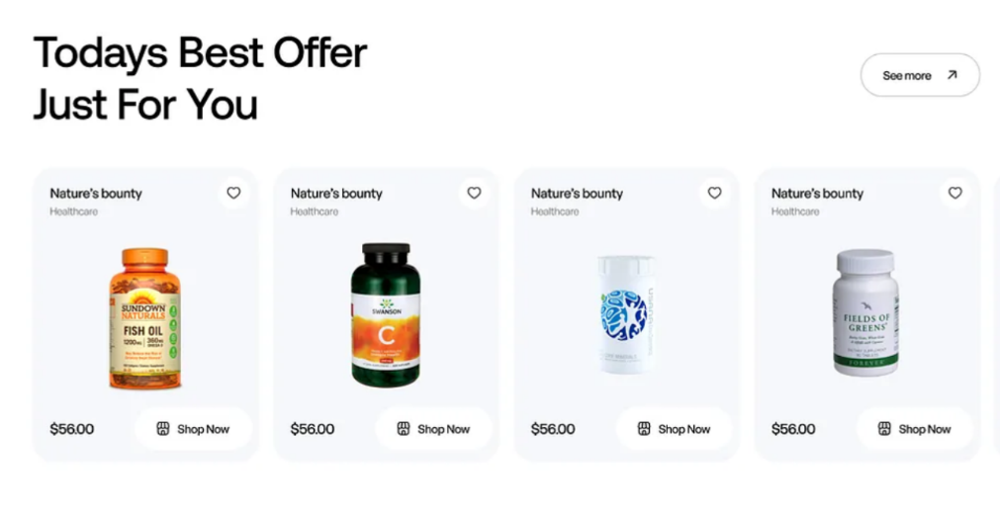 Todays Best Offer
Just For You
See more
Nature's bounty
Healthcare
SUNDOWN
NATURALS
FISH OIL
1200mg
360mg
OMEGA-3
$56.00
Shop Now
Nature's bounty
Healthcare
SWANSON
C
$56.00
Shop Now
Nature's bounty
Healthcare
$56.00
Shop Now
Nature's bounty
Healthcare
FIELDS OF
GREENS
FOREVER
$56.00
Shop Now